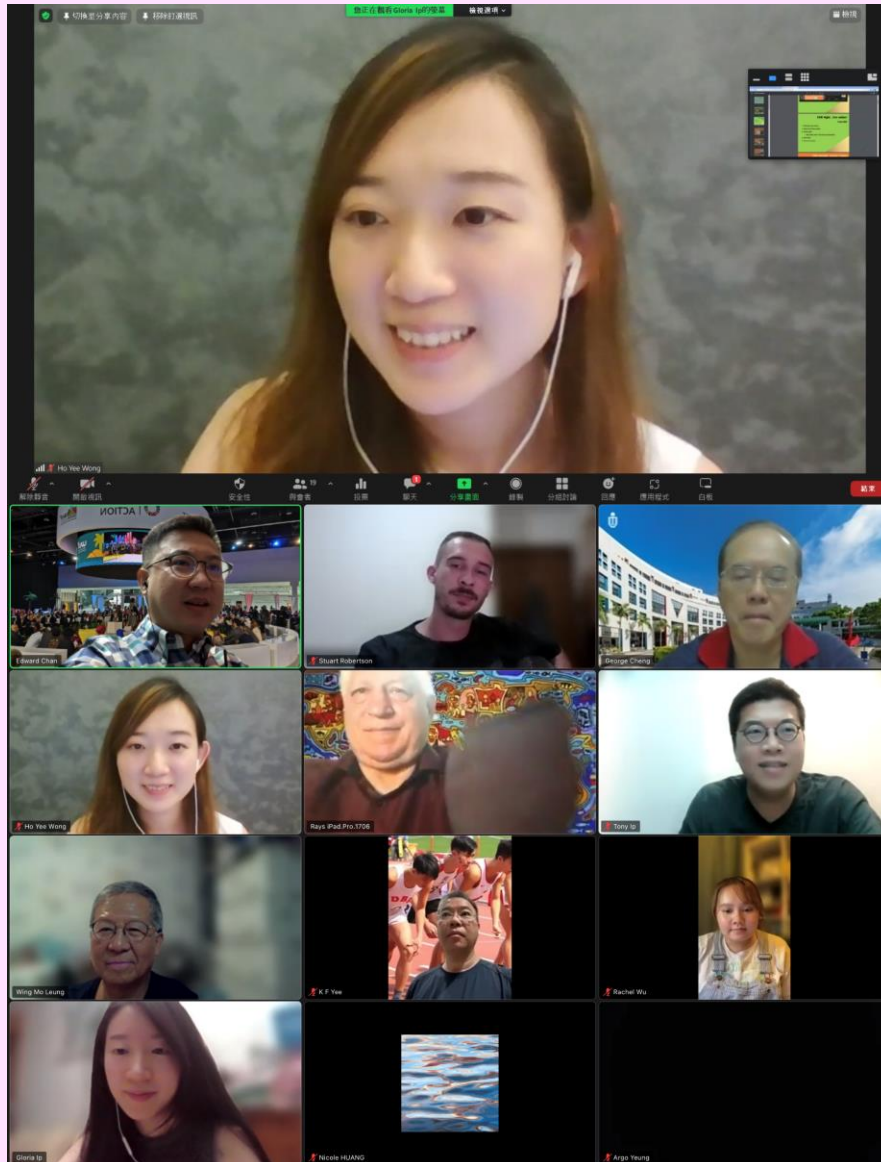 切換至分享內容
移除釘選視訊
您正在觀看Gloria Ip的螢幕
檢視選項
檢視
Ho Yee Wong
解除靜音
開啟視訊
安全性
與會者
19
投票
聊天
分享畫面
錄製
分組討論
回應
應用程式
白板
結束
ACTION
Edward Chan
Stuart Robertson
George Cheng
Ho Yee Wong
Rays iPad.Pro.1706
Tony Ip
Wing Mo Leung
K F Yee
Rachel Wu
Gloria Ip
Nicole HUANG
Argo Yeung